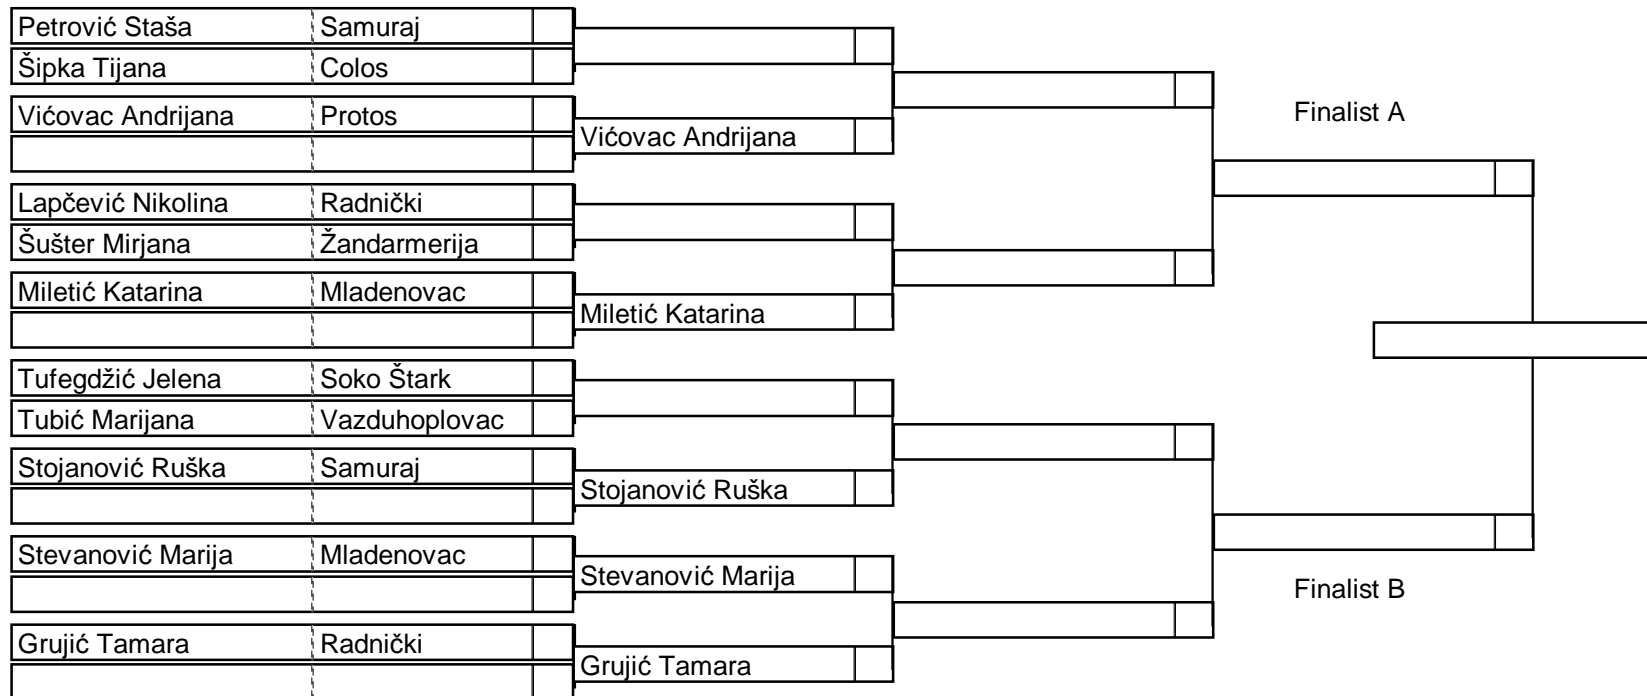 Petrović Staša Samuraj
Šipka Tijana Colos
Vićovac Andrijana Protos
Vićovac Andrijana
Finalist A
Lapčević Nikolina Radnički
Šušter Mirjana Žandarmerija
Miletić Katarina Mladenovac
Miletić Katarina
Tufegdžić Jelena Soko Štark
Tubić Marijana Vazduhoplovac
Stojanović Ruška Samuraj
Stojanović Ruška
Stevanović Marija Mladenovac
Stevanović Marija
Finalist B
Grujić Tamara Radnički
Grujić Tamara